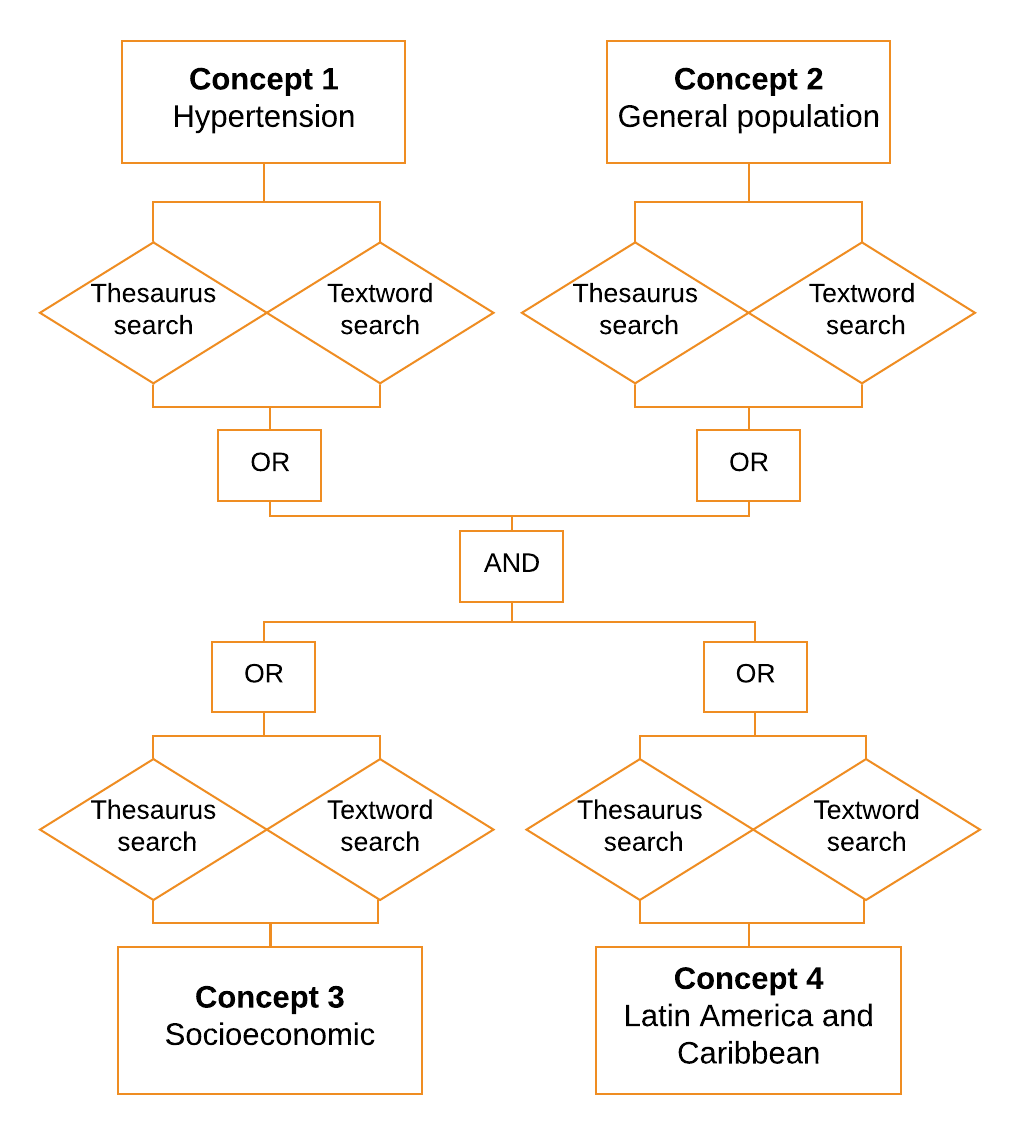 Concept 1
Hypertension
Concept 2
General population
Thesaurus
search
Textword
search
Thesaurus
search
Textword
search
OR
OR
AND
OR
OR
Thesaurus
search
Textword
search
Thesaurus
search
Textword
search
Concept 3
Socioeconomic
Concept 4
Latin America and
Caribbean